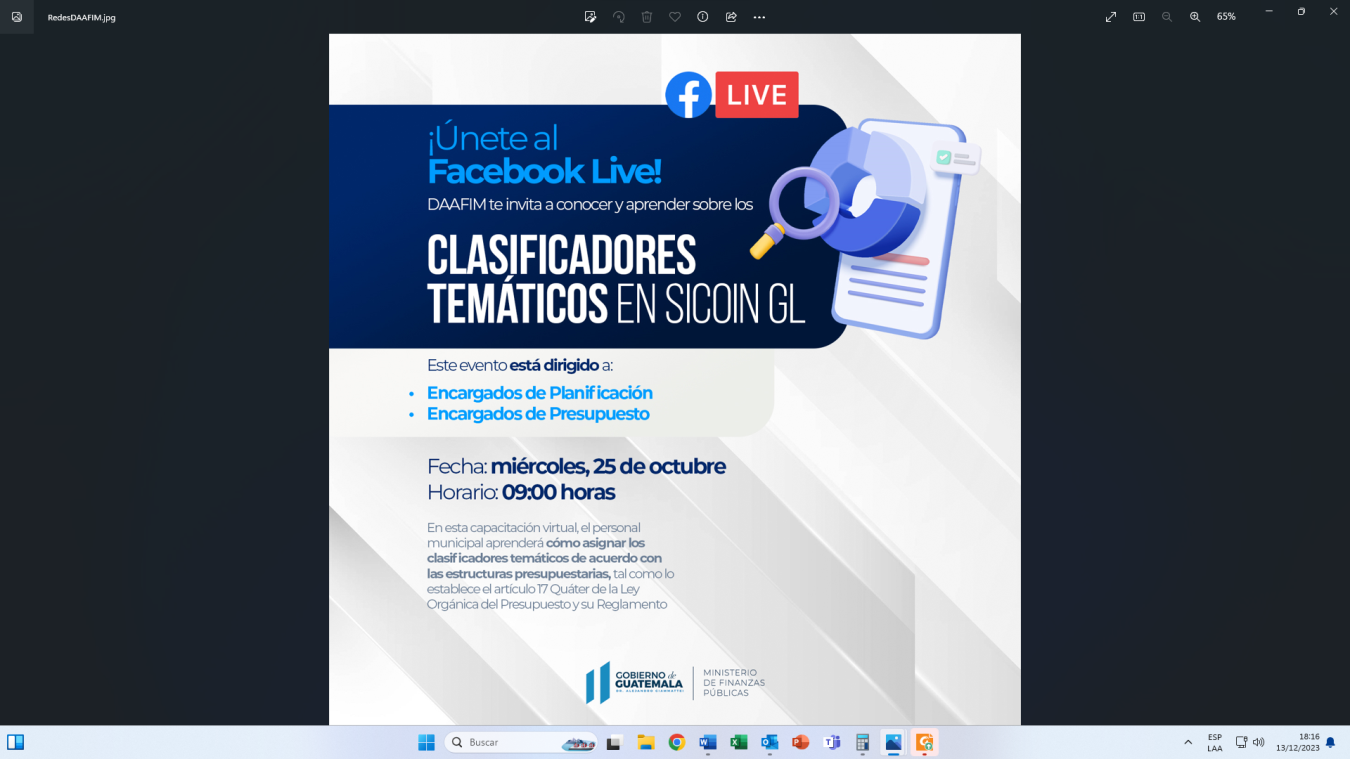 RedesDAAFIM.jpg
65%
f LIVE
¡Únete al
Facebook Live!
DAAFIM te invita a conocer y aprender sobre los
CLASIFICADORES
TEMÁTICOS EN SICOIN GL
Este evento está dirigido a:
• Encargados de Planificación
• Encargados de Presupuesto
Fecha: miércoles, 25 de octubre
Horario: 09:00 horas
En esta capacitación virtual, el personal
municipal aprenderá cómo asignar los
clasificadores temáticos de acuerdo con
las estructuras presupuestarias, tal como lo
establece el artículo 17 Quáter de la Ley
Orgánica del Presupuesto y su Reglamento
GOBIERNO de
GUATEMALA
DR. ALEJANDRO GIAMMATTEI
MINISTERIO
DE FINANZAS
PÚBLICAS
Buscar
ESP
LAA
18:16
13/12/2023